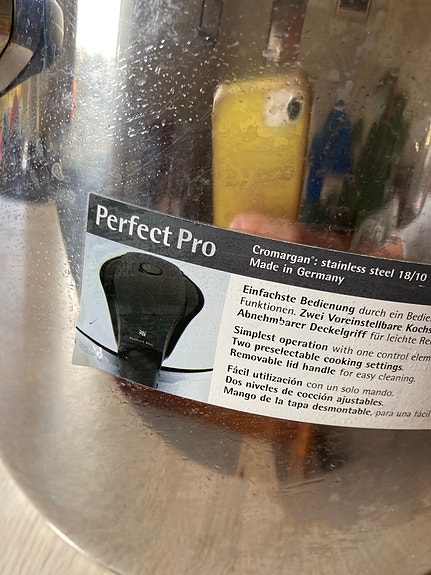 Perfect Pro
Cromargan®: stainless steel 18/10
Made in Germany
WMF
Einfachste Bedienung durch ein
Funktionen. Zwei Voreinstellbare
Abnehmbarer Deckelgriff für leichte
Simplest operation with one control
Two preselectable cooking settings.
Removable lid handle for easy cleaning.
Fácil utilización con un solo mando.
Dos niveles de cocción ajustables.
Mango de la tapa desmontable, para una fácil